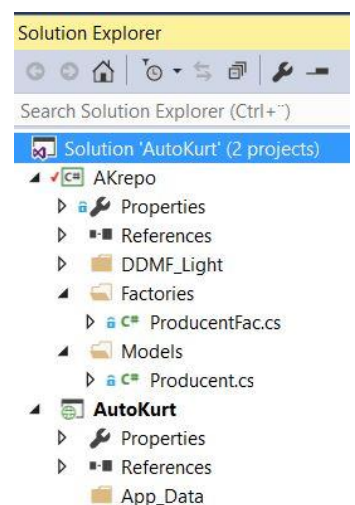 Solution Explorer
Search Solution Explorer (Ctrl+¨)
Solution 'AutoKurt' (2 projects)
C# AKrepo
Properties
References
DDMF_Light
Factories
C# ProducentFac.cs
Models
C# Producent.cs
AutoKurt
Properties
References
App_Data